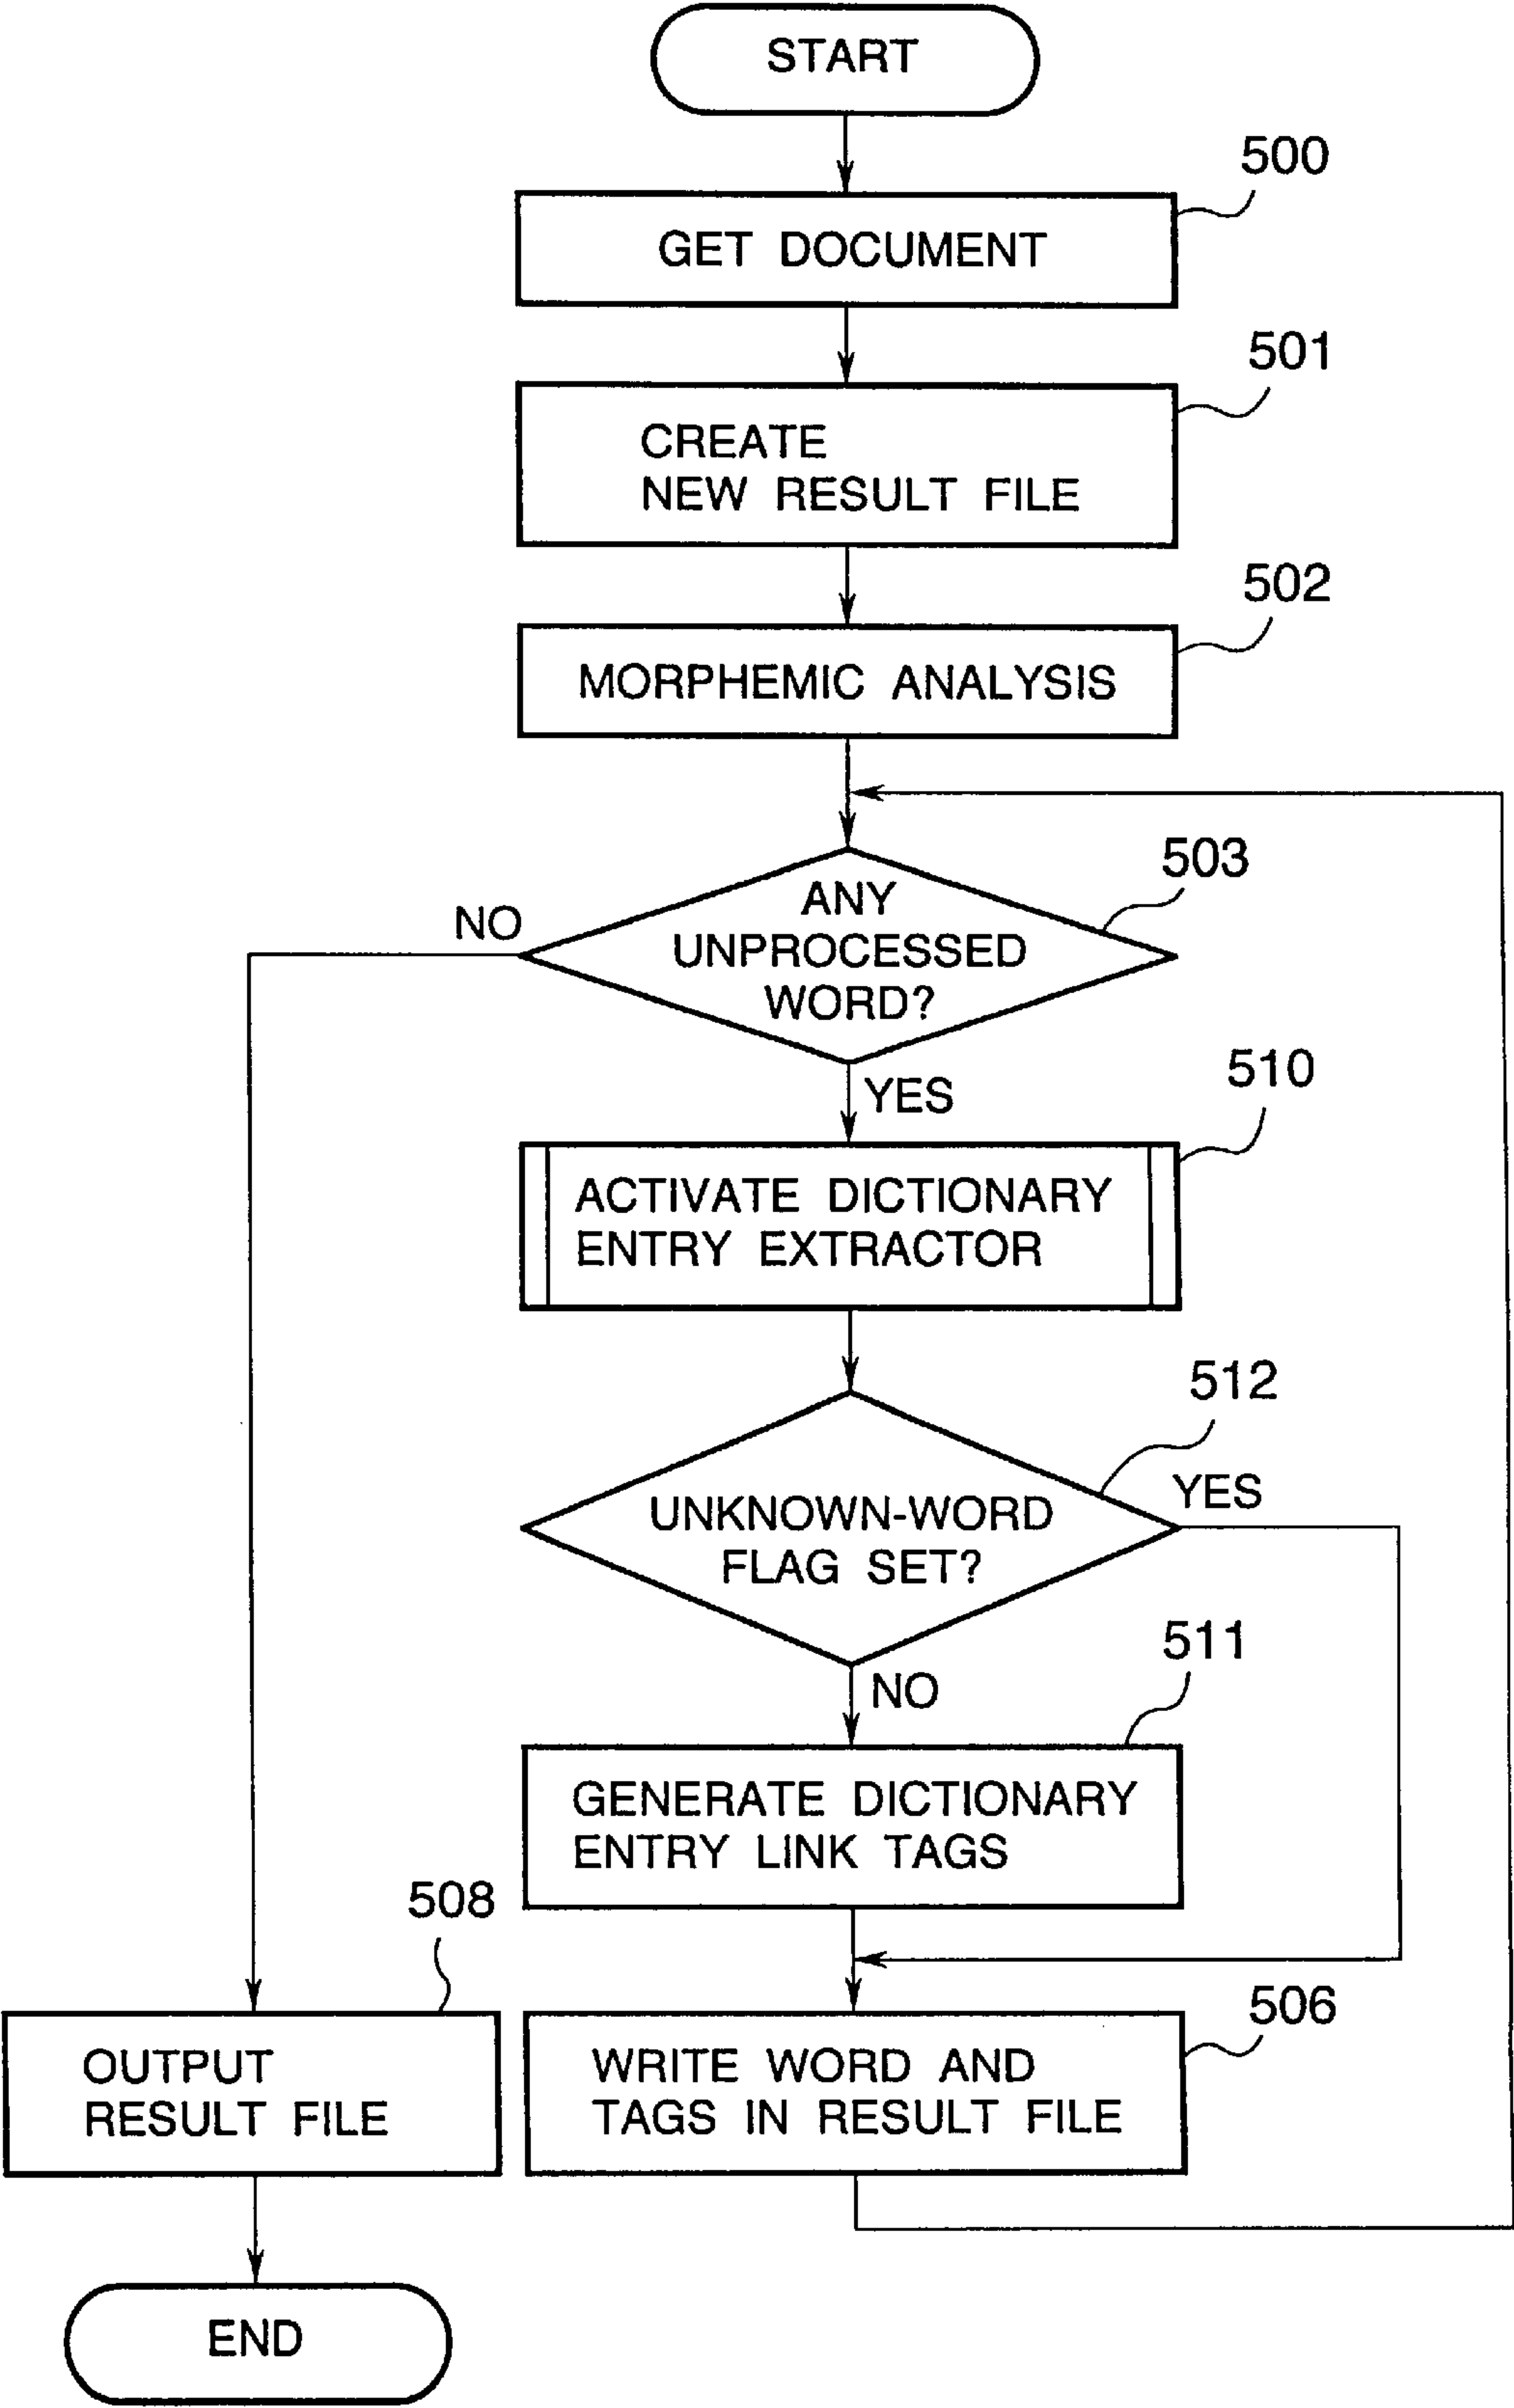 START
500
GET DOCUMENT
501
CREATE
NEW RESULT FILE
502
MORPHEMIC ANALYSIS
503
ANY
UNPROCESSED
WORD?
NO
YES
510
ACTIVATE DICTIONARY
ENTRY EXTRACTOR
512
UNKNOWN-WORD
FLAG SET?
YES
NO
511
GENERATE DICTIONARY
ENTRY LINK TAGS
508
OUTPUT
RESULT FILE
506
WRITE WORD AND
TAGS IN RESULT FILE
END